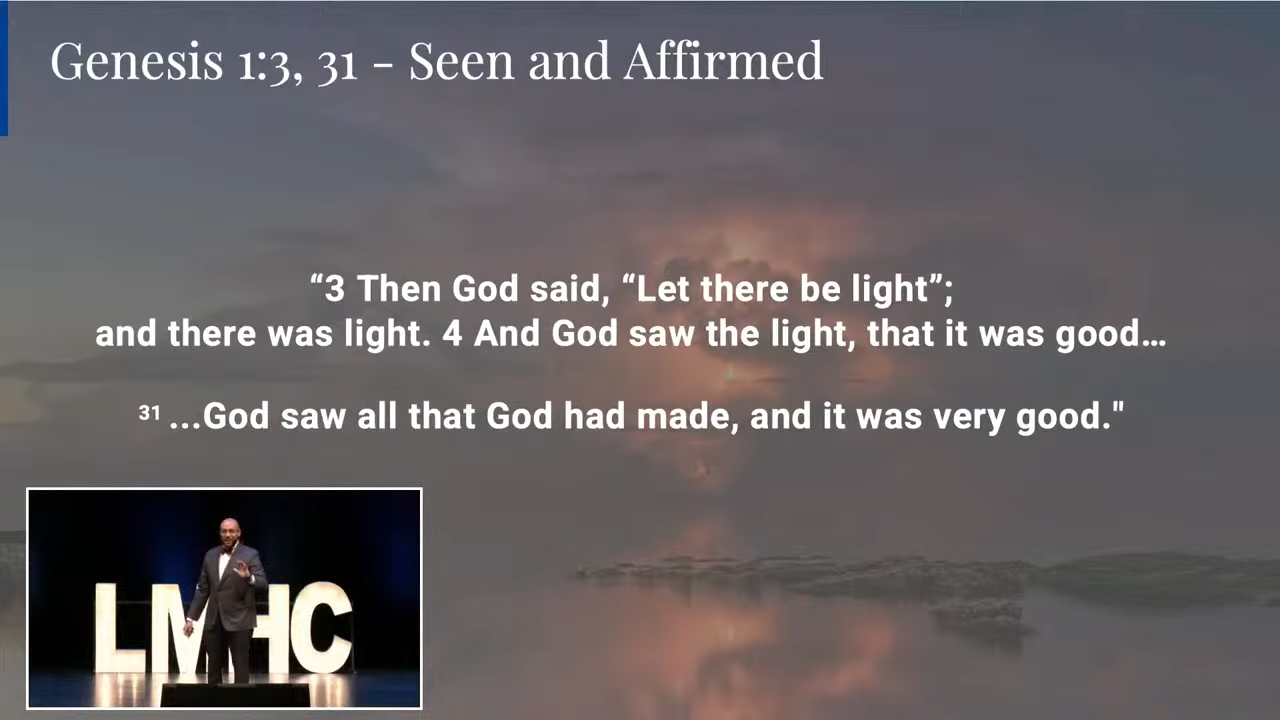 Genesis 1:3, 31 - Seen and Affirmed
“3 Then God said, “Let there be light”;
and there was light. 4 And God saw the light, that it was good…
31 ...God saw all that God had made, and it was very good."
LMHC